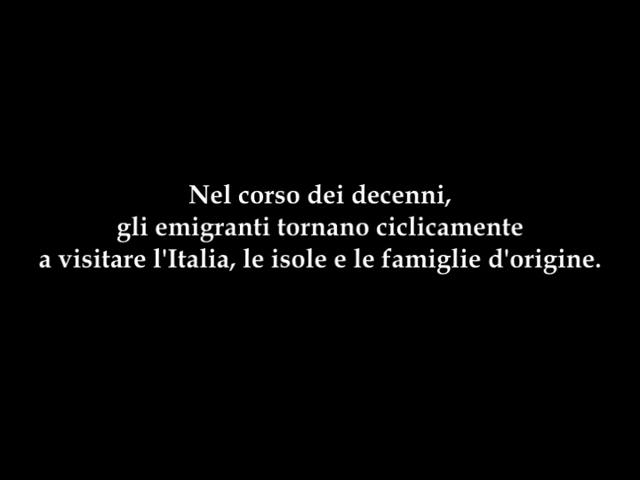 Nel corso dei decenni,
gli emigranti tornano ciclicamente
a visitare l'Italia, le isole e le famiglie d'origine.